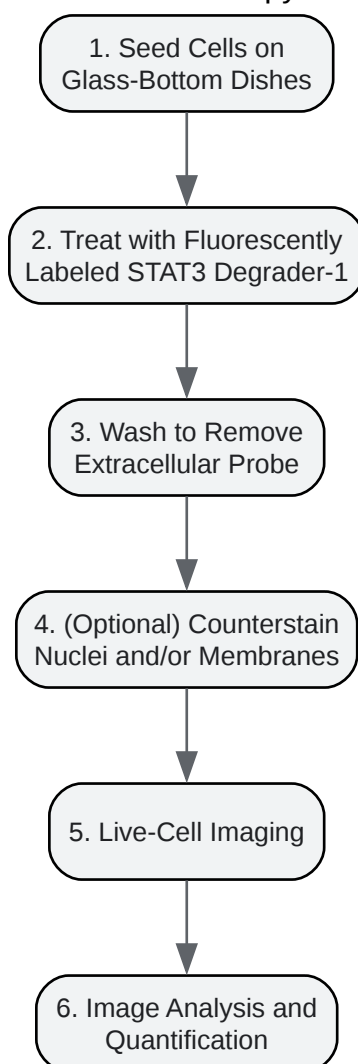 1. Seed Cells on
Glass-Bottom Dishes
2. Treat with Fluorescently
Labeled STAT3 Degrader-1
3. Wash to Remove
Extracellular Probe
4. (Optional) Counterstain
Nuclei and/or Membranes
5. Live-Cell Imaging
6. Image Analysis and
Quantification